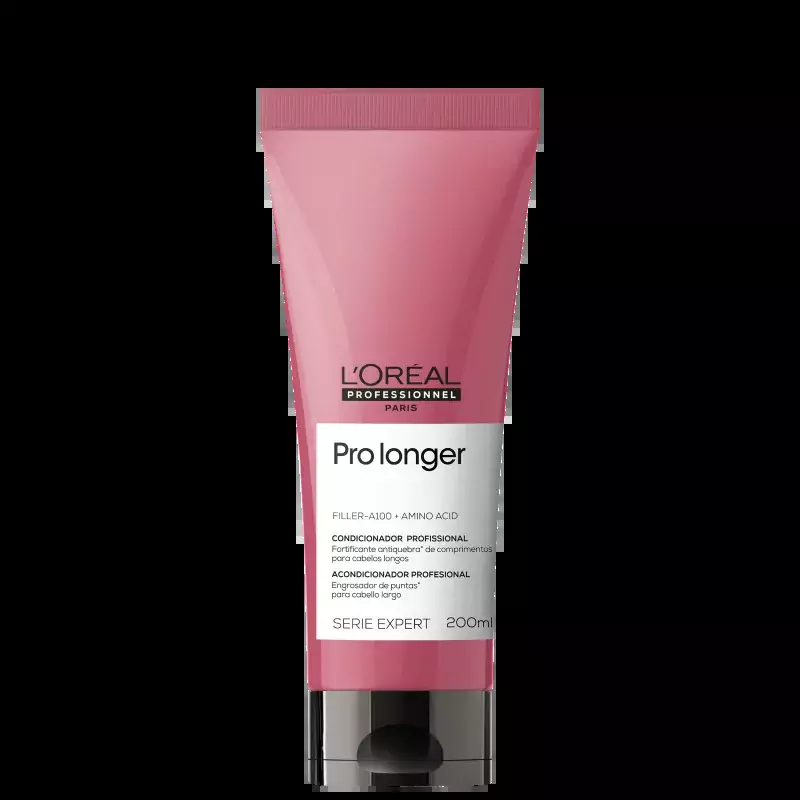 L'ORÉAL
PROFESSIONNEL
PARIS
Pro longer
FILLER-A100 + AMINO ACID
CONDICIONADOR PROFISSIONAL
Fortificante antiquebra* de comprimentos
para cabelos longos
ACONDICIONADOR PROFESIONAL
Engrosador de puntas*
para cabello largo
SERIE EXPERT 200ml